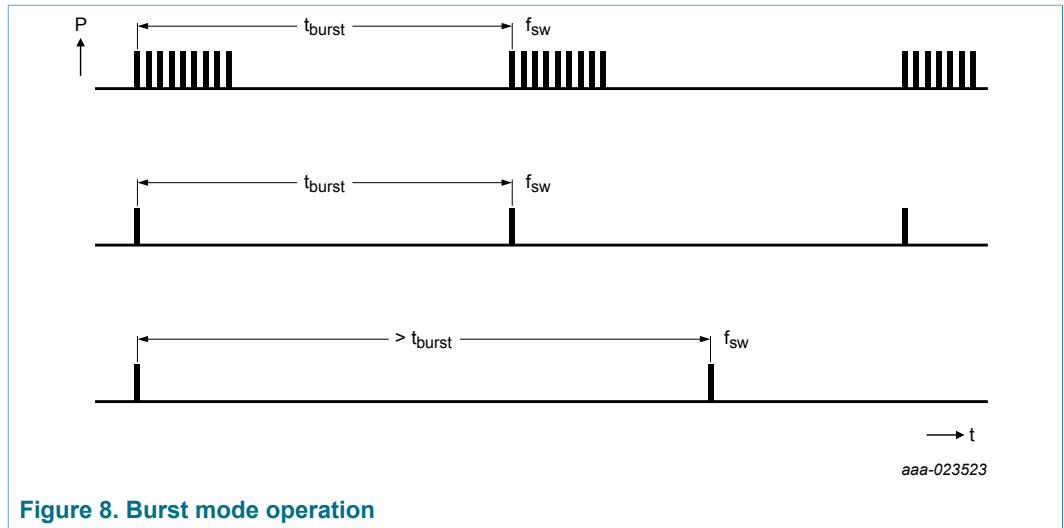 P
t_burst
f_sw
t_burst
f_sw
> t_burst
f_sw
t
aaa-023523
Figure 8. Burst mode operation